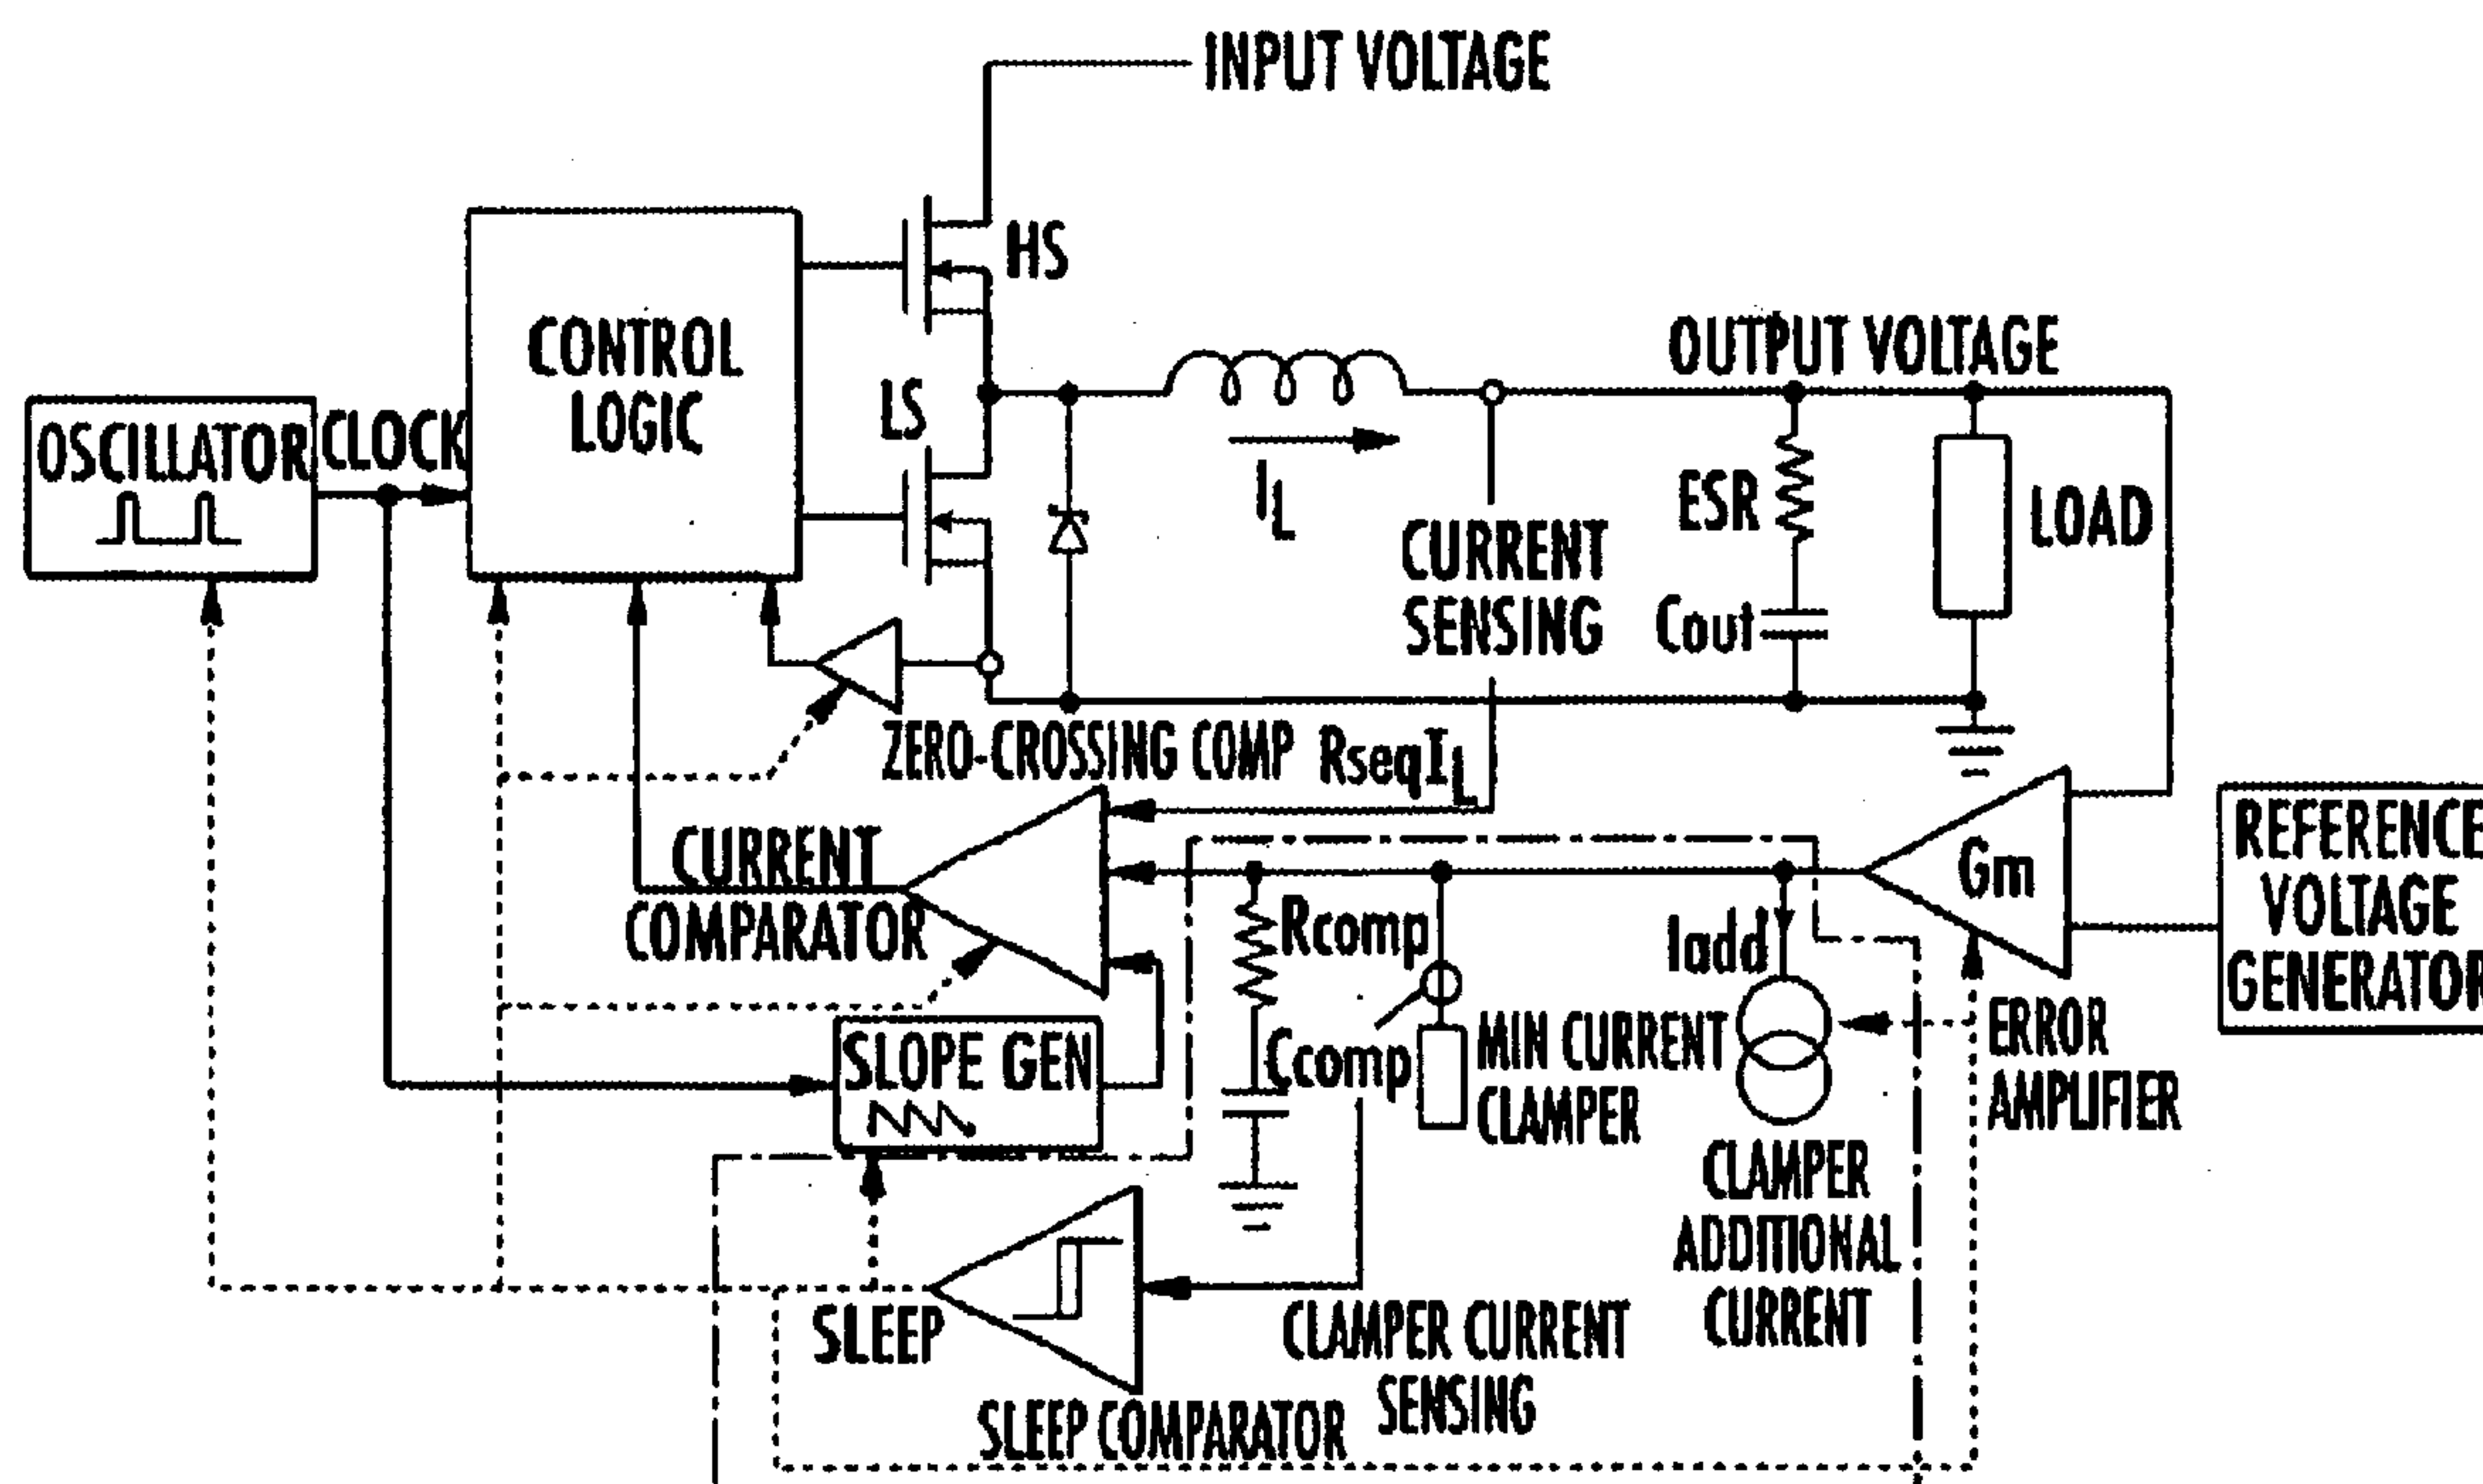 INPUT VOLTAGE
HS
CONTROL
LOGIC
OUTPUT VOLTAGE
LS
OSCILLATOR
CLOCK
IL
ESR
LOAD
CURRENT
SENSING
Cout
ZERO-CROSSING COMP
RseqIL
REFERENCE
VOLTAGE
GENERATOR
CURRENT
COMPARATOR
Gm
Rcomp
Iadd
SLOPE GEN
Ccomp
MIN CURRENT
CLAMPER
ERROR
AMPLIFIER
CLAMPER
ADDITIONAL
CURRENT
SLEEP
CLAMPER CURRENT
SENSING
SLEEP COMPARATOR